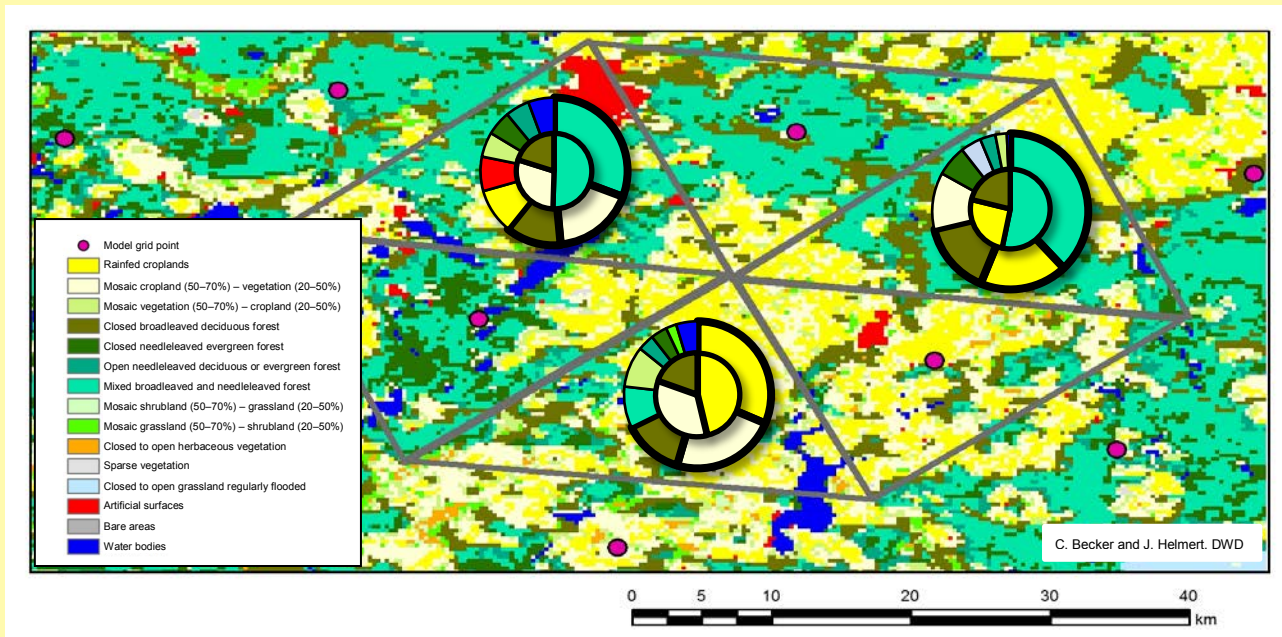 Model grid point
Rainfed croplands
Mosaic cropland (50–70%) – vegetation (20–50%)
Mosaic vegetation (50–70%) – cropland (20–50%)
Closed broadleaved deciduous forest
Closed needleleaved evergreen forest
Open needleleaved deciduous or evergreen forest
Mixed broadleaved and needleleaved forest
Mosaic shrubland (50–70%) – grassland (20–50%)
Mosaic grassland (50–70%) – shrubland (20–50%)
Closed to open herbaceous vegetation
Sparse vegetation
Closed to open grassland regularly flooded
Artificial surfaces
Bare areas
Water bodies
C. Becker and J. Helmert. DWD
0 5 10 20 30 40
km